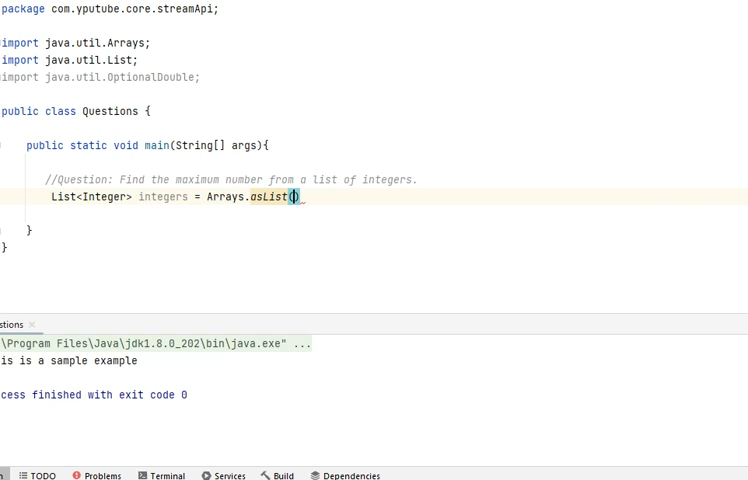 package com.yputube.core.streamApi;
import java.util.Arrays;
import java.util.List;
import java.util.OptionalDouble;
public class Questions {
public static void main(String[] args){
//Question: Find the maximum number from a list of integers.
List<Integer> integers = Arrays.asList()
}
}
stions
\Program Files\Java\jdk1.8.0_202\bin\java.exe" ...
is is a sample example
cess finished with exit code 0
n TODO Problems Terminal Services Build Dependencies